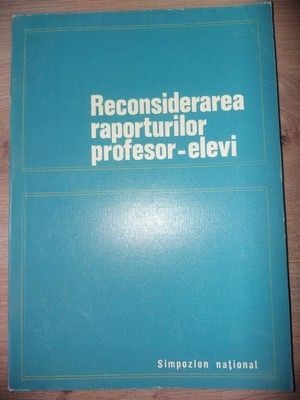 Reconsiderarea
raporturilor
profesor-elevi
Simpozion național